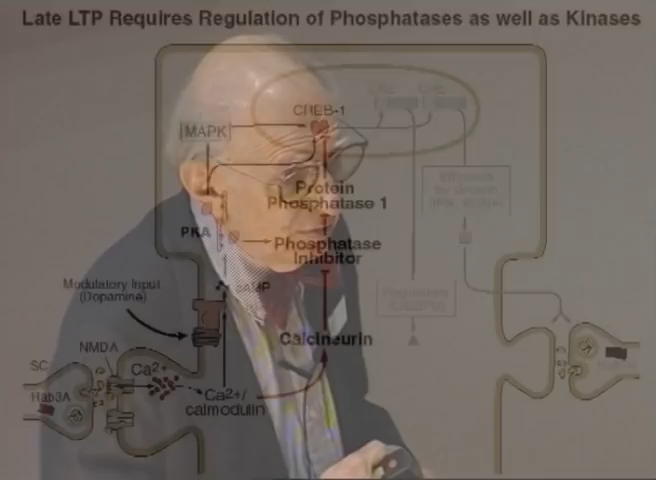 Late LTP Requires Regulation of Phosphatases as well as Kinases
CREB-1
MAPK
Protein
Phosphatase 1
PKA
Phosphatase
Inhibitor
cAMP
Modulatory Input
(Dopamine)
Calcineurin
NMDA
SC
Ca2+
Rab3A
Ca2+/
calmodulin